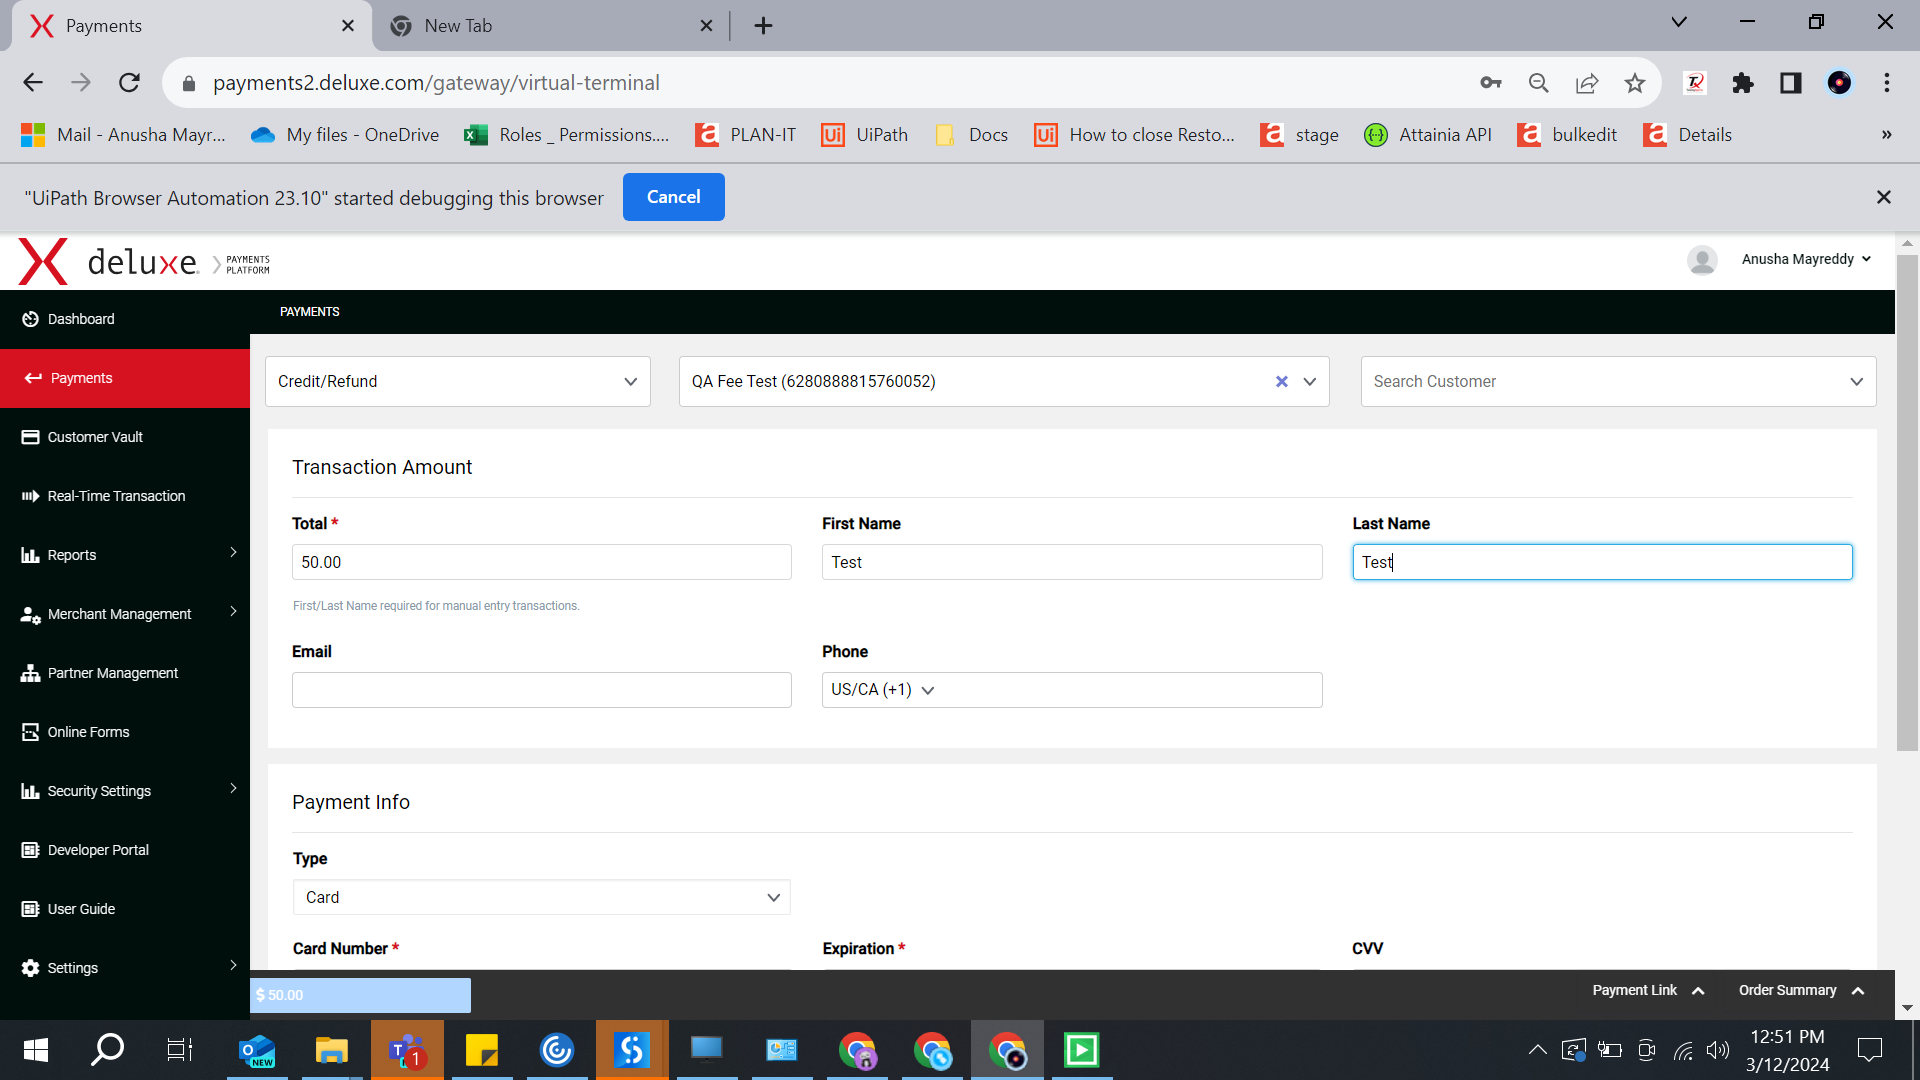 Payments
New Tab
payments2.deluxe.com/gateway/virtual-terminal
Mail - Anusha Mayr...
My files - OneDrive
Roles _ Permissions....
PLAN-IT
UiPath
Docs
How to close Resto...
stage
Attainia API
bulkedit
Details
»
"UiPath Browser Automation 23.10" started debugging this browser
Cancel
deluxe.
PAYMENTS
PLATFORM
Anusha Mayreddy
Dashboard
PAYMENTS
Payments
Credit/Refund
QA Fee Test (6280888815760052)
Search Customer
Customer Vault
Real-Time Transaction
Reports
Merchant Management
Partner Management
Online Forms
Security Settings
Developer Portal
User Guide
Settings
Transaction Amount
Total *
First Name
Last Name
50.00
Test
Test
First/Last Name required for manual entry transactions.
Email
Phone
US/CA (+1)
Payment Info
Type
Card
Card Number *
Expiration *
CVV
$ 50.00
Payment Link
Order Summary
NEW
1
12:51 PM
3/12/2024